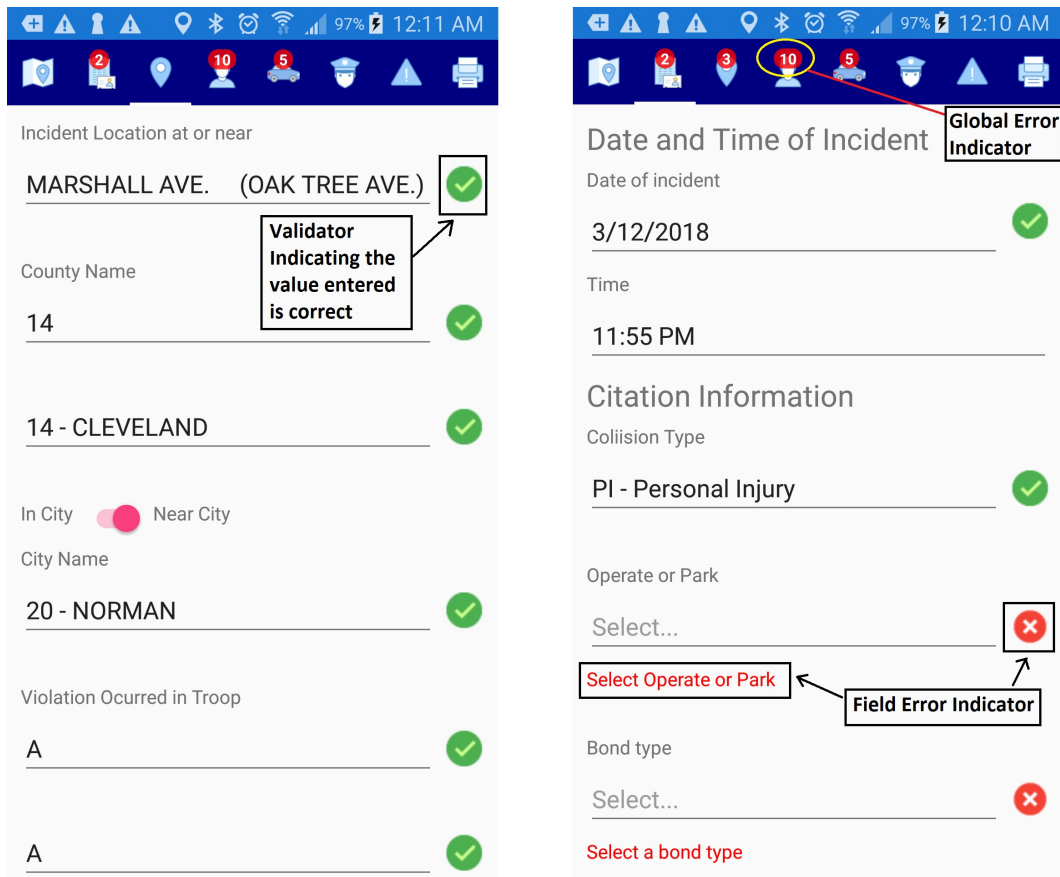 97% 12:11 AM
2
10
5
Incident Location at or near
MARSHALL AVE. (OAK TREE AVE.)
Validator
Indicating the
value entered
is correct
County Name
14
14 - CLEVELAND
In City Near City
City Name
20 - NORMAN
Violation Ocurred in Troop
A
A
97% 12:10 AM
2
3
10
5
Global Error
Indicator
Date and Time of Incident
Date of incident
3/12/2018
Time
11:55 PM
Citation Information
Coliision Type
PI - Personal Injury
Operate or Park
Select...
Select Operate or Park
Field Error Indicator
Bond type
Select...
Select a bond type